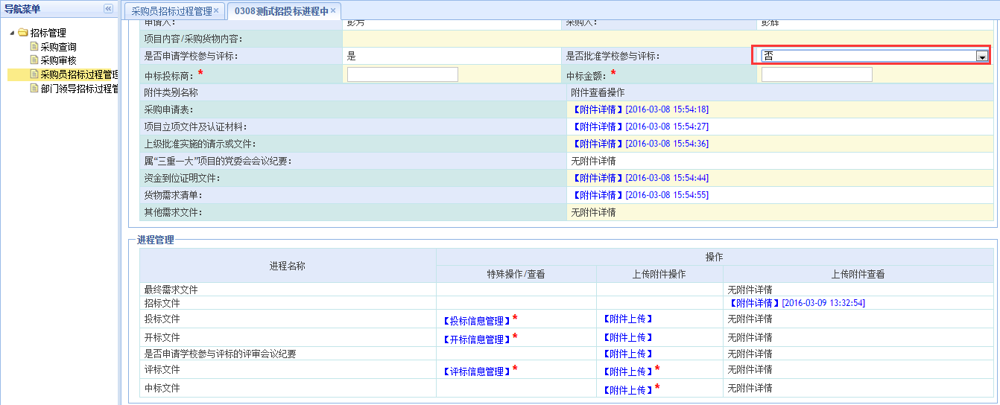 导航菜单
招标管理
采购查询
采购审核
采购员招标过程管理
部门领导招标过程管
采购员招标过程管理 0308测试招投标进程中
申请人: 彭芳 采购人: 彭辉
项目内容/采购货物内容:
是否申请学校参与评标: 是 是否批准学校参与评标: 否
中标投标商: * 中标金额: *
附件类别名称 附件查看操作
采购申请表: 【附件详情】[2016-03-08 15:54:18]
项目立项文件及认证材料: 【附件详情】[2016-03-08 15:54:27]
上级批准实施的请示或文件: 【附件详情】[2016-03-08 15:54:36]
属“三重一大”项目的党委会会议纪要: 无附件详情
资金到位证明文件: 【附件详情】[2016-03-08 15:54:44]
货物需求清单: 【附件详情】[2016-03-08 15:54:55]
其他需求文件: 无附件详情
进程管理
进程名称 操作
特殊操作/查看 上传附件操作 上传附件查看
最终需求文件 无附件详情
招标文件 【附件详情】[2016-03-09 13:32:54]
投标文件 【投标信息管理】* 【附件上传】 无附件详情
开标文件 【开标信息管理】* 【附件上传】 无附件详情
是否申请学校参与评标的评审会议纪要 【附件上传】 无附件详情
评标文件 【评标信息管理】* 【附件上传】* 无附件详情
中标文件 【附件上传】* 无附件详情